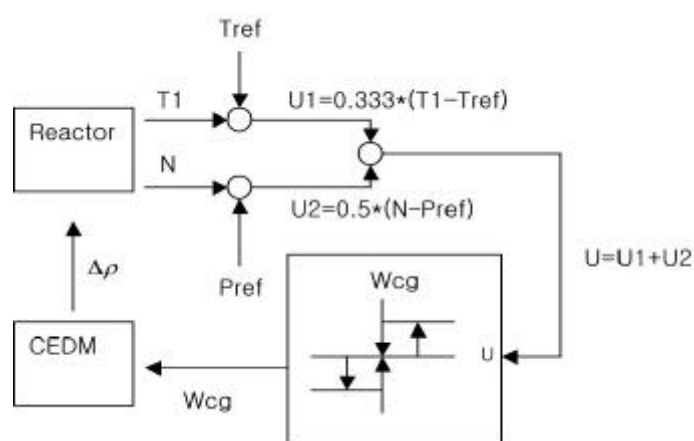 Tref
T1
U1=0.333*(T1-Tref)
Reactor
N
U2=0.5*(N-Pref)
Δρ
Pref
Wcg
U=U1+U2
CEDM
U
Wcg